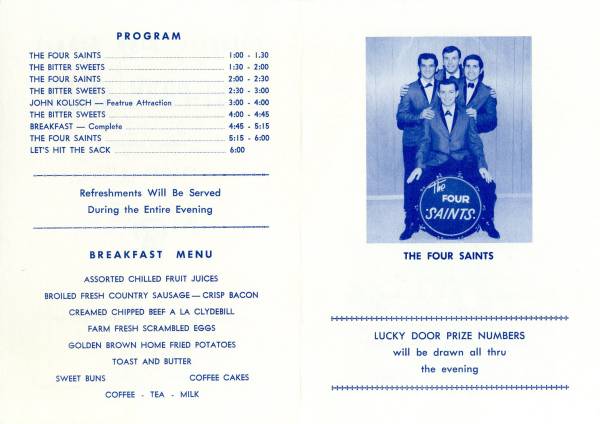 PROGRAM
THE FOUR SAINTS 1:00 - 1.30
THE BITTER SWEETS 1:30 - 2:00
THE FOUR SAINTS 2:00 - 2:30
THE BITTER SWEETS 2:30 - 3:00
JOHN KOLISCH — Featrue Attraction 3:00 - 4:00
THE BITTER SWEETS 4:00 - 4:45
BREAKFAST — Complete 4:45 - 5:15
THE FOUR SAINTS 5:15 - 6:00
LET'S HIT THE SACK 6:00
Refreshments Will Be Served
During the Entire Evening
BREAKFAST MENU
ASSORTED CHILLED FRUIT JUICES
BROILED FRESH COUNTRY SAUSAGE — CRISP BACON
CREAMED CHIPPED BEEF A LA CLYDEBILL
FARM FRESH SCRAMBLED EGGS
GOLDEN BROWN HOME FRIED POTATOES
TOAST AND BUTTER
SWEET BUNS COFFEE CAKES
COFFEE - TEA - MILK
The
FOUR
SAINTS
THE FOUR SAINTS
LUCKY DOOR PRIZE NUMBERS
will be drawn all thru
the evening